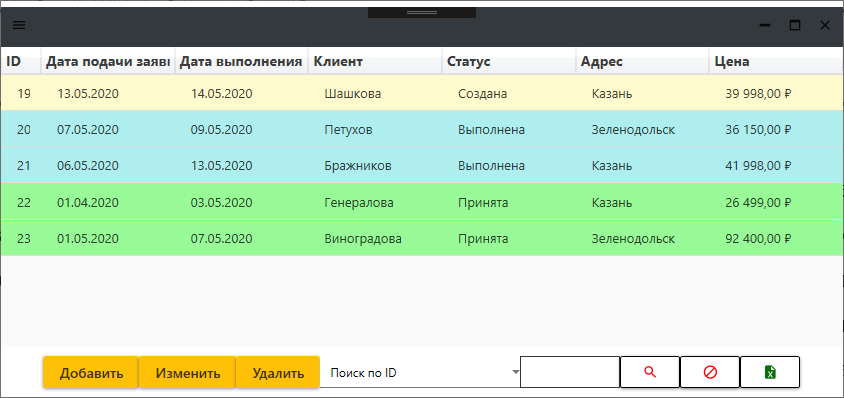 ID Дата подачи заяв Дата выполнения Клиент Статус Адрес Цена
19 13.05.2020 14.05.2020 Шашкова Создана Казань 39 998,00 ₽
20 07.05.2020 09.05.2020 Петухов Выполнена Зеленодольск 36 150,00 ₽
21 06.05.2020 13.05.2020 Бражников Выполнена Казань 41 998,00 ₽
22 01.04.2020 03.05.2020 Генералова Принята Казань 26 499,00 ₽
23 01.05.2020 07.05.2020 Виноградова Принята Зеленодольск 92 400,00 ₽
Добавить Изменить Удалить Поиск по ID